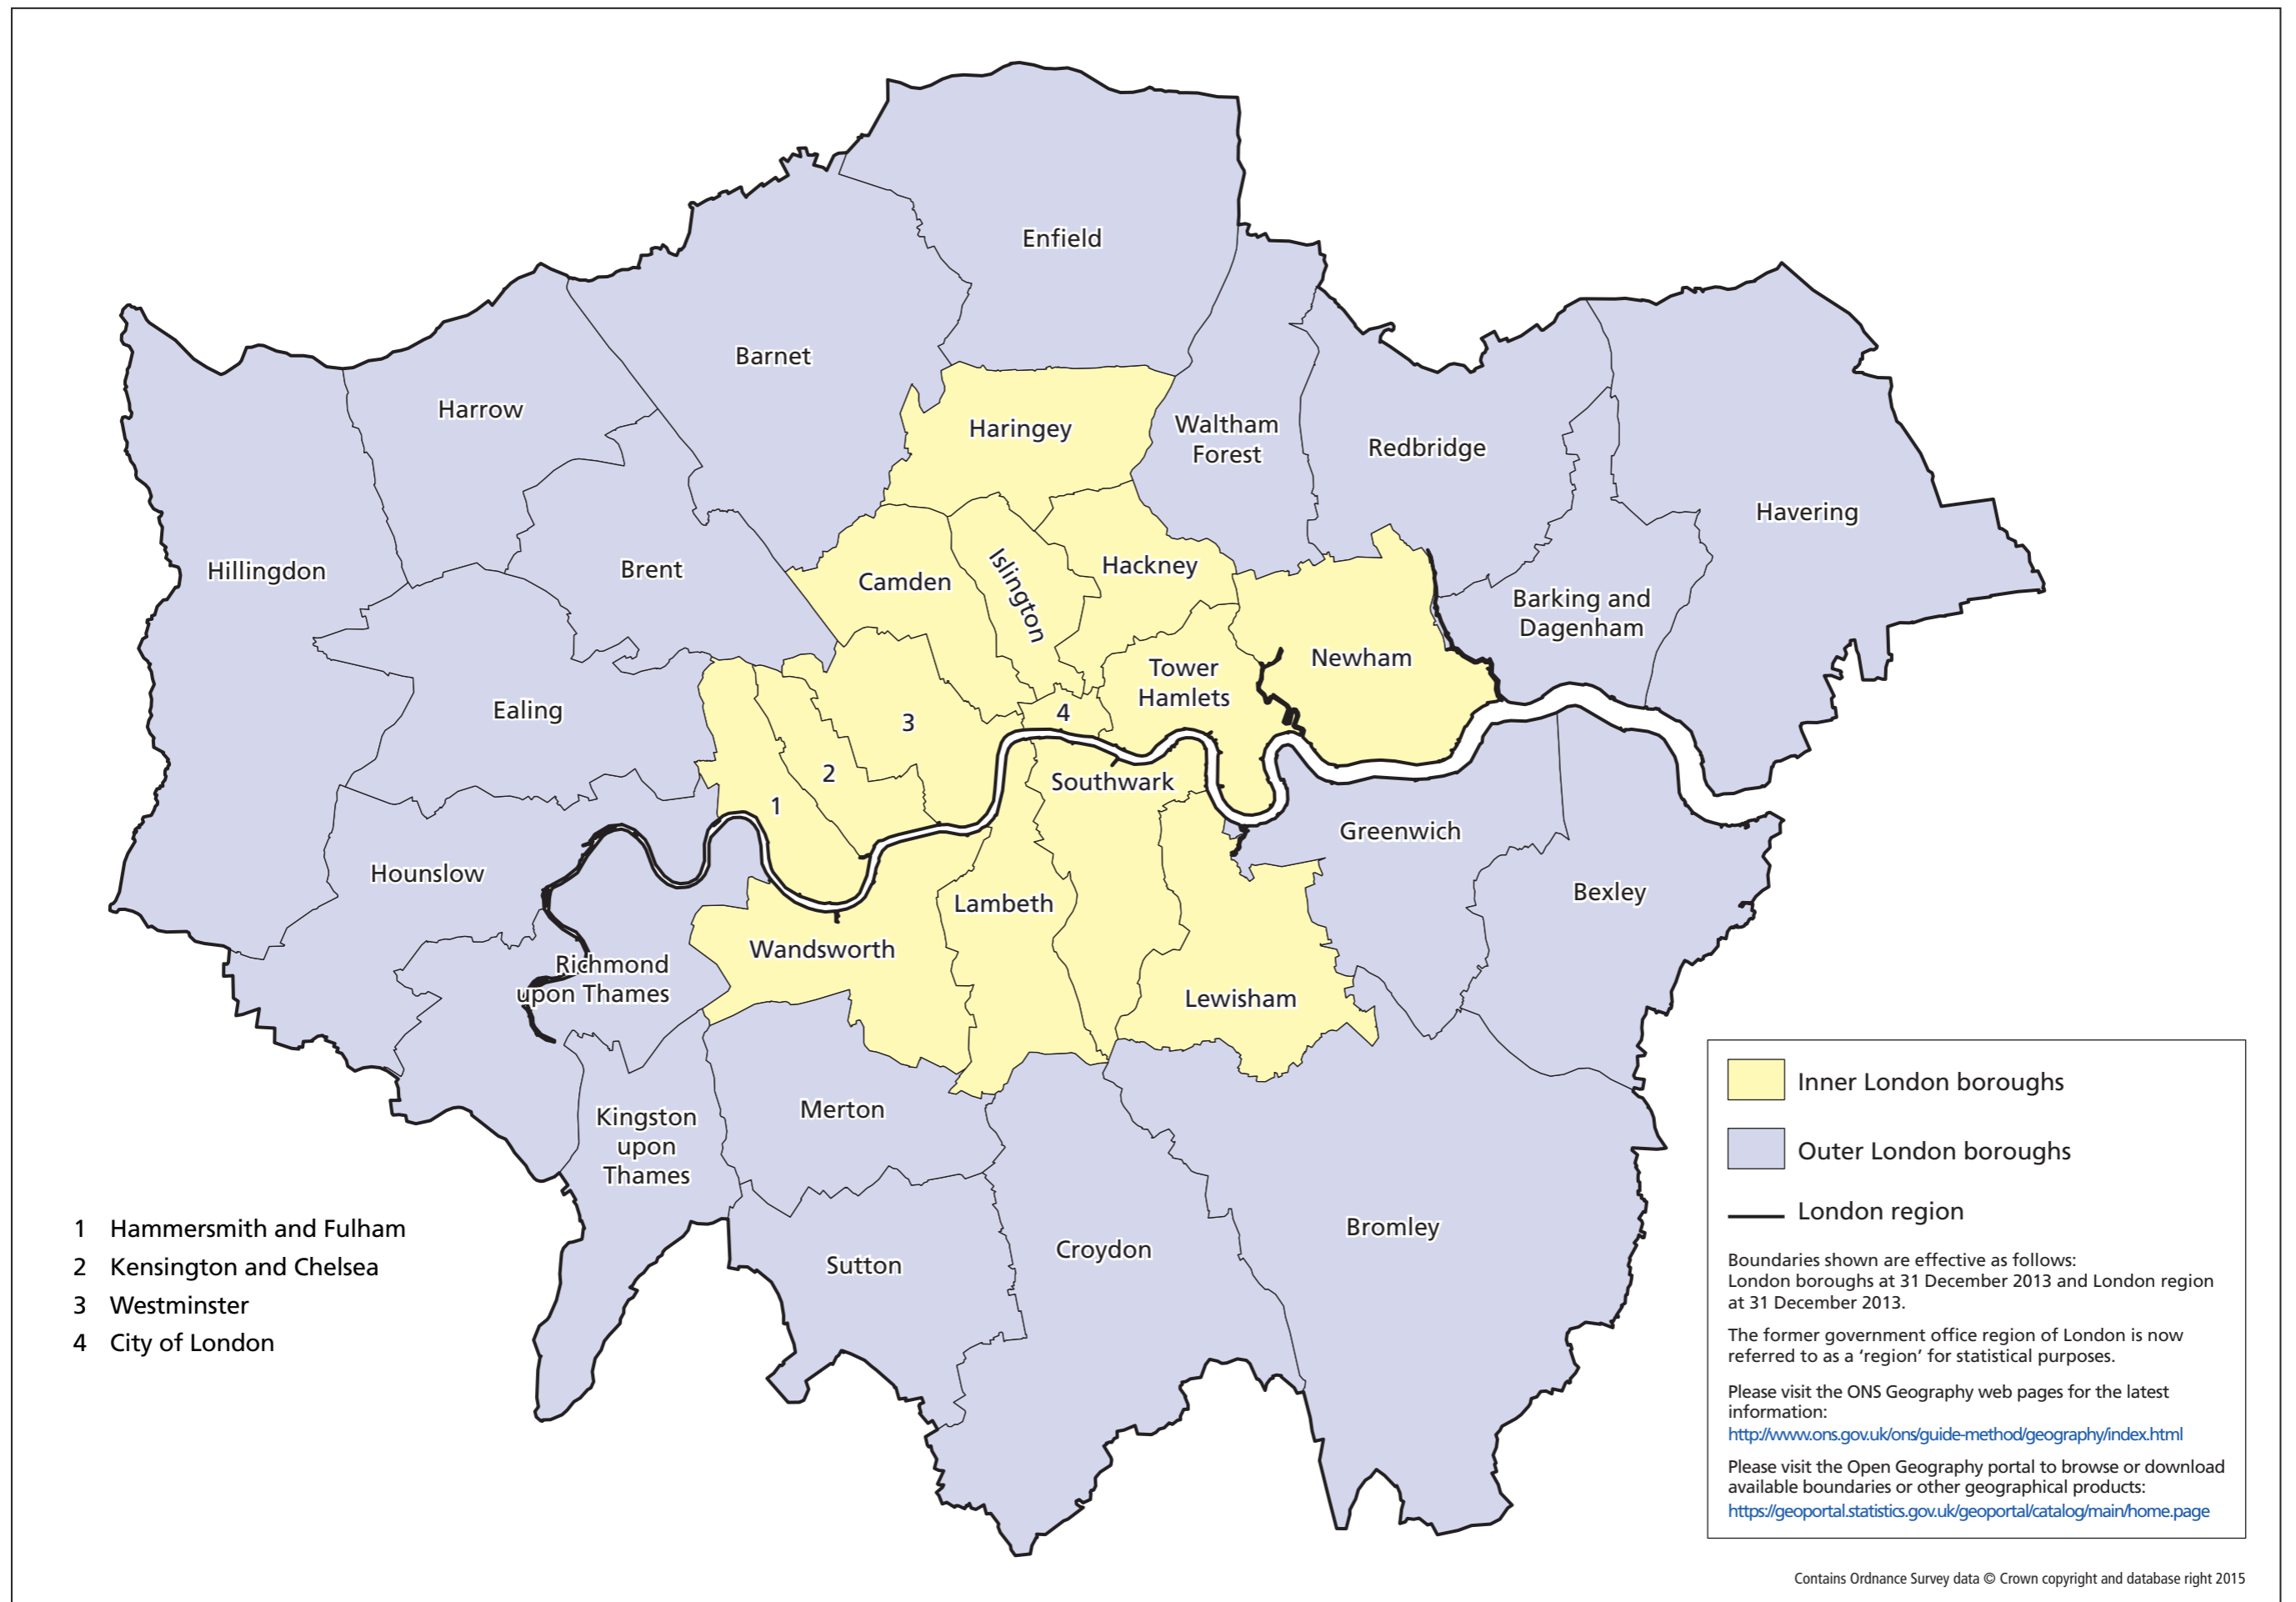 Enfield
Barnet
Harrow
Haringey
Waltham
Forest
Redbridge
Havering
Hillingdon
Brent
Camden
Islington
Hackney
Barking and
Dagenham
Newham
Tower
Hamlets
Ealing
3
4
2
1
Southwark
Greenwich
Hounslow
Bexley
Lambeth
Wandsworth
Richmond
upon Thames
Lewisham
Merton
Kingston
upon
Thames
Bromley
Croydon
Sutton
1 Hammersmith and Fulham
2 Kensington and Chelsea
3 Westminster
4 City of London
Inner London boroughs
Outer London boroughs
London region
Boundaries shown are effective as follows:
London boroughs at 31 December 2013 and London region
at 31 December 2013.
The former government office region of London is now
referred to as a ‘region’ for statistical purposes.
Please visit the ONS Geography web pages for the latest
information:
http://www.ons.gov.uk/ons/guide-method/geography/index.html
Please visit the Open Geography portal to browse or download
available boundaries or other geographical products:
https://geoportal.statistics.gov.uk/geoportal/catalog/main/home.page
Contains Ordnance Survey data © Crown copyright and database right 2015